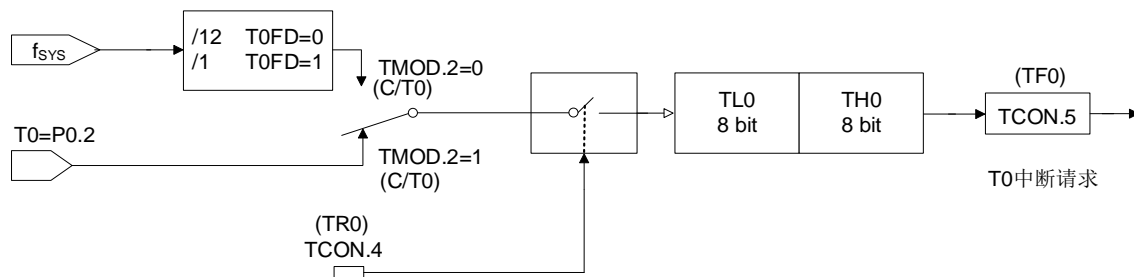 f_SYS
/12 T0FD=0
/1 T0FD=1
TMOD.2=0
(C/T0)
T0=P0.2
TMOD.2=1
(C/T0)
(TR0)
TCON.4
TL0
8 bit
TH0
8 bit
(TF0)
TCON.5
T0中断请求